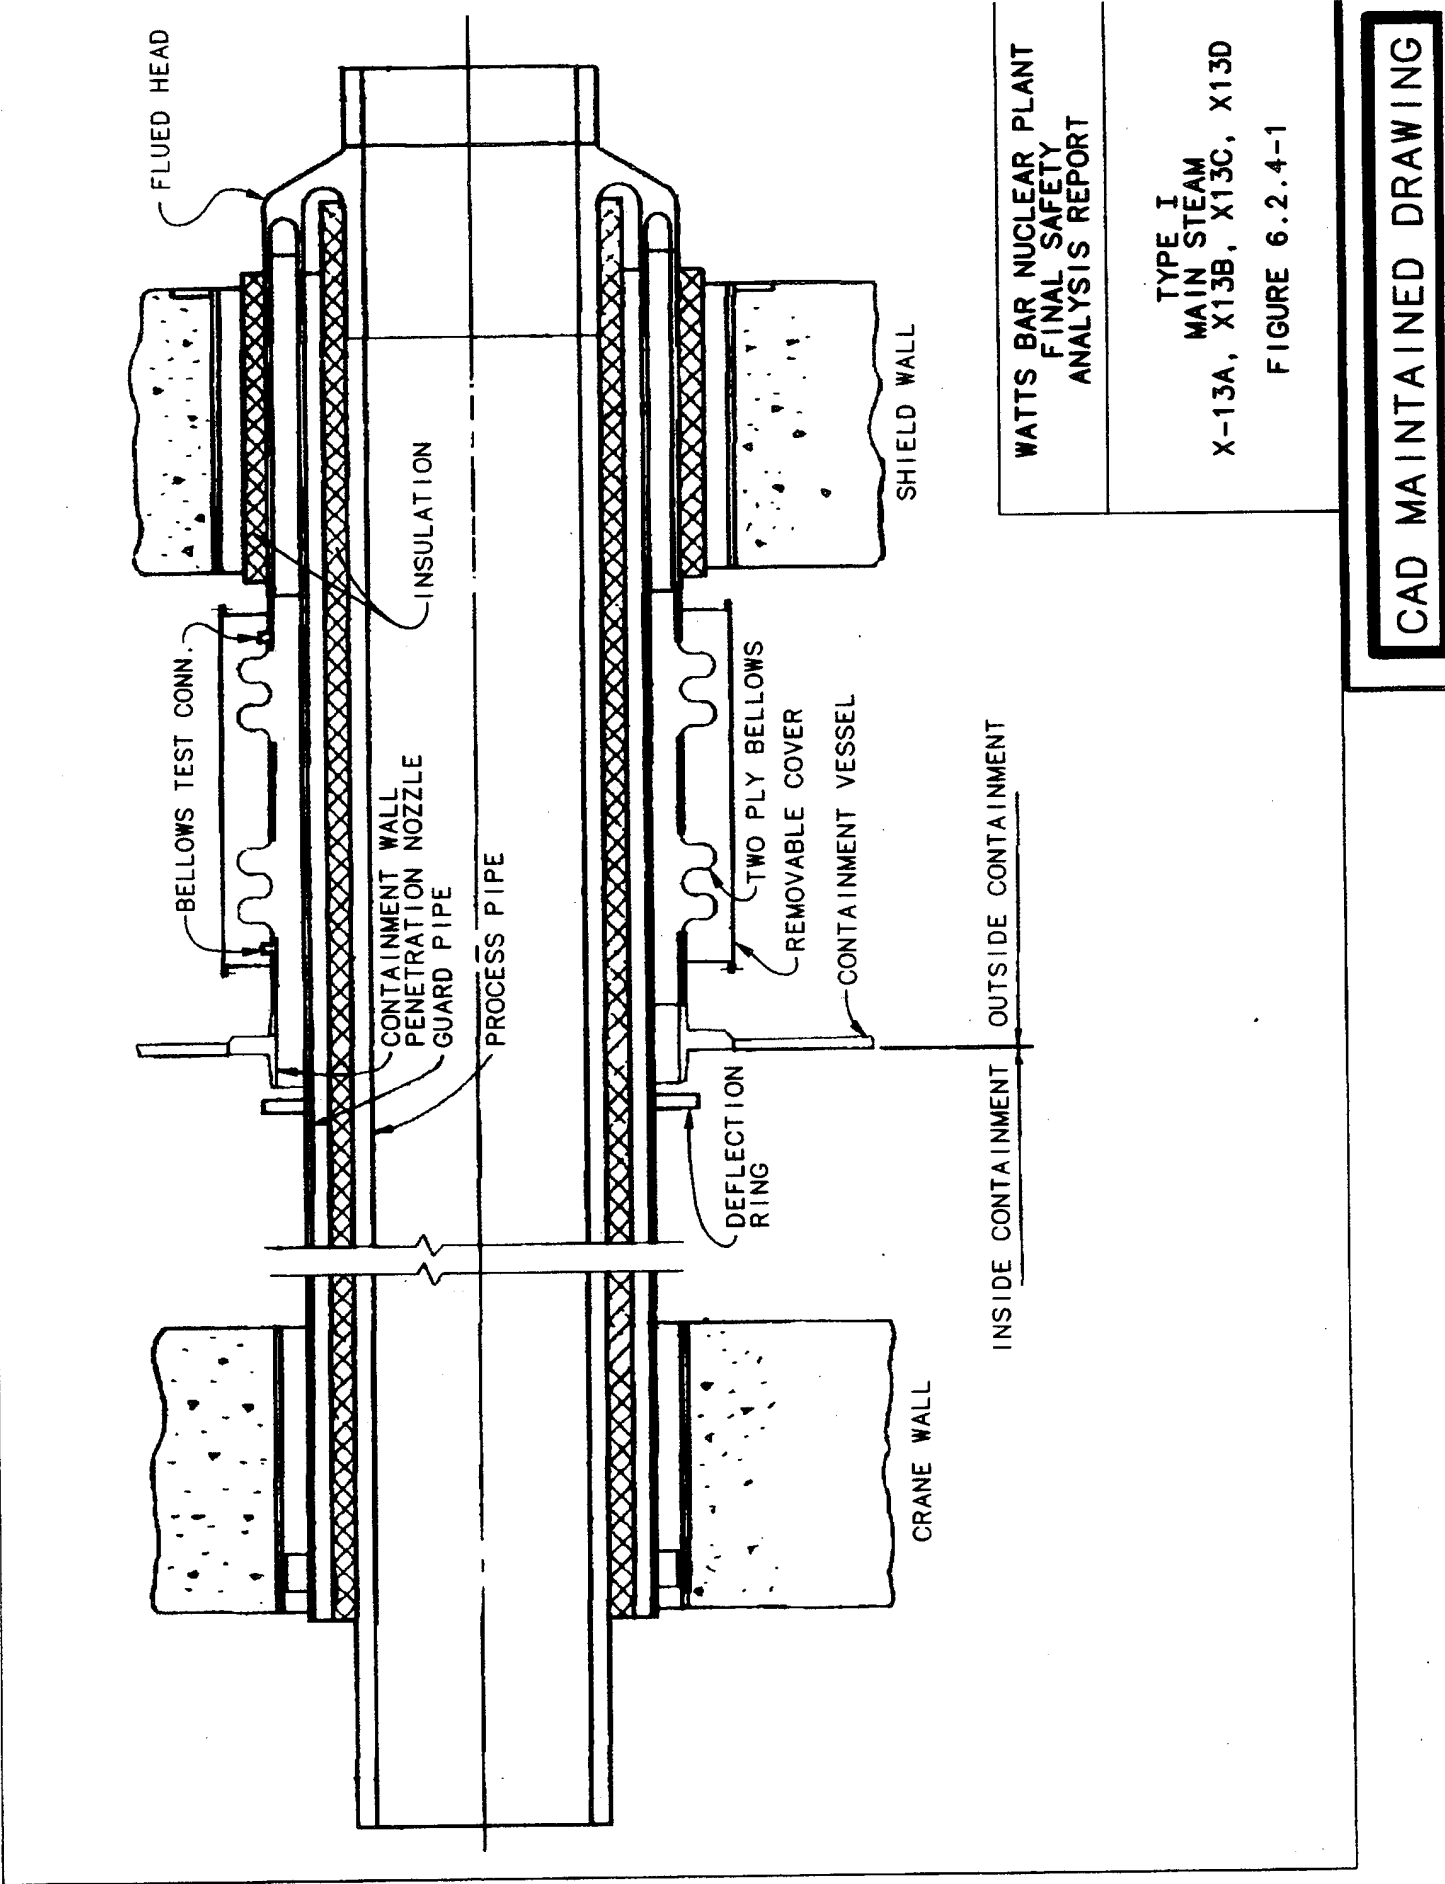 FLUED HEAD
BELLOWS TEST CONN.
INSULATION
CONTAINMENT WALL
PENETRATION NOZZLE
GUARD PIPE
PROCESS PIPE
TWO PLY BELLOWS
REMOVABLE COVER
CONTAINMENT VESSEL
SHIELD WALL
DEFLECTION
RING
CRANE WALL
INSIDE CONTAINMENT
OUTSIDE CONTAINMENT
WATTS BAR NUCLEAR PLANT
FINAL SAFETY
ANALYSIS REPORT
TYPE I
MAIN STEAM
X-13A, X13B, X13C, X13D
FIGURE 6.2.4-1
CAD MAINTAINED DRAWING